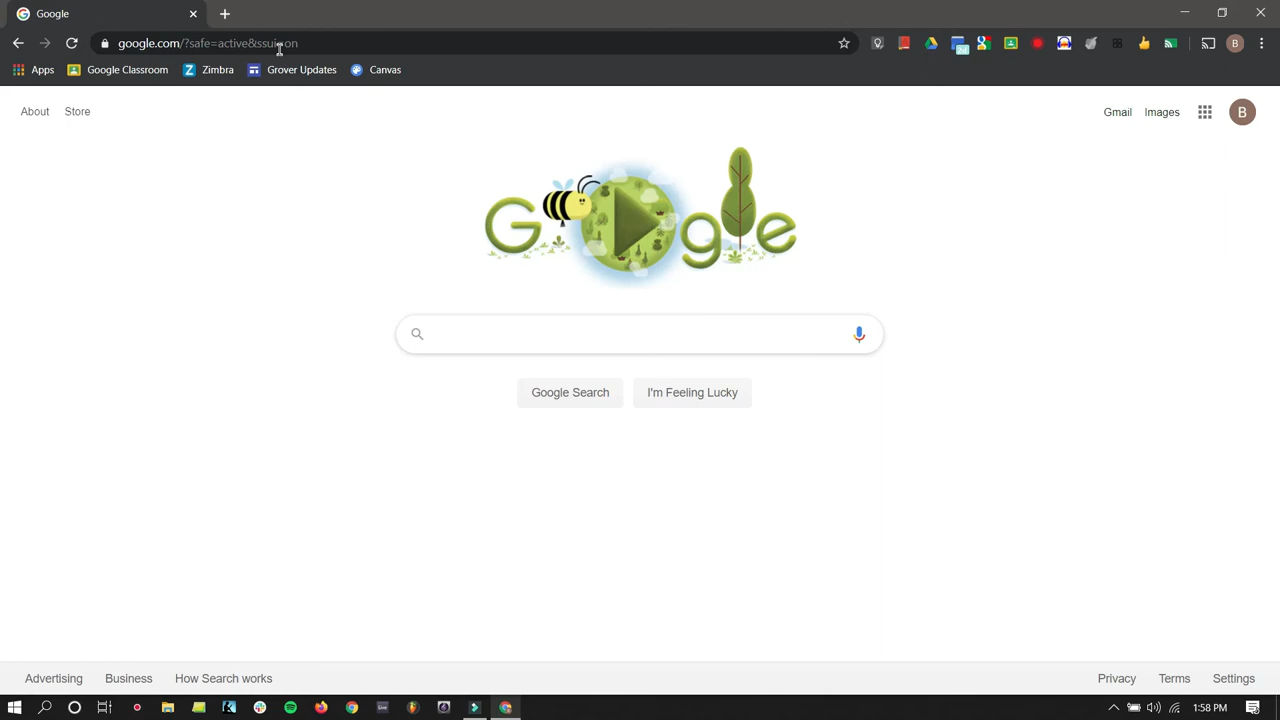 Google
google.com/?safe=active&ssui=on
B
Apps
Google Classroom
Zimbra
Grover Updates
Canvas
About
Store
Gmail
Images
B
Google
Google Search
I'm Feeling Lucky
Advertising
Business
How Search works
Privacy
Terms
Settings
1:58 PM